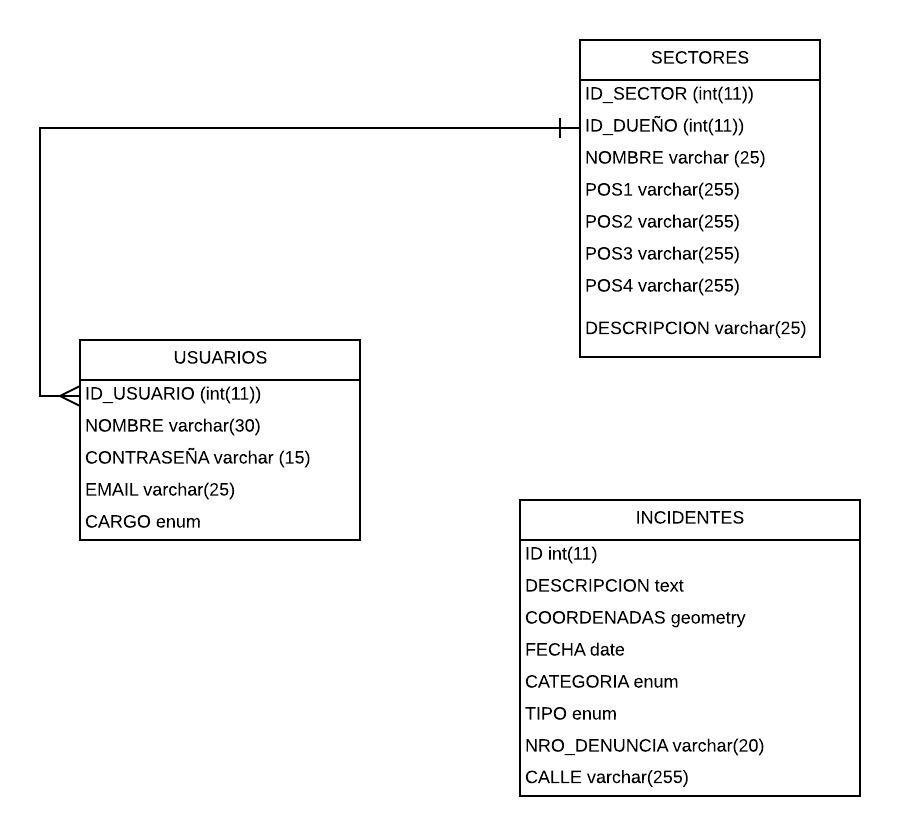 SECTORES
ID_SECTOR (int(11))
ID_DUEÑO (int(11))
NOMBRE varchar (25)
POS1 varchar(255)
POS2 varchar(255)
POS3 varchar(255)
POS4 varchar(255)
DESCRIPCION varchar(25)
USUARIOS
ID_USUARIO (int(11))
NOMBRE varchar(30)
CONTRASEÑA varchar (15)
EMAIL varchar(25)
CARGO enum
INCIDENTES
ID int(11)
DESCRIPCION text
COORDENADAS geometry
FECHA date
CATEGORIA enum
TIPO enum
NRO_DENUNCIA varchar(20)
CALLE varchar(255)